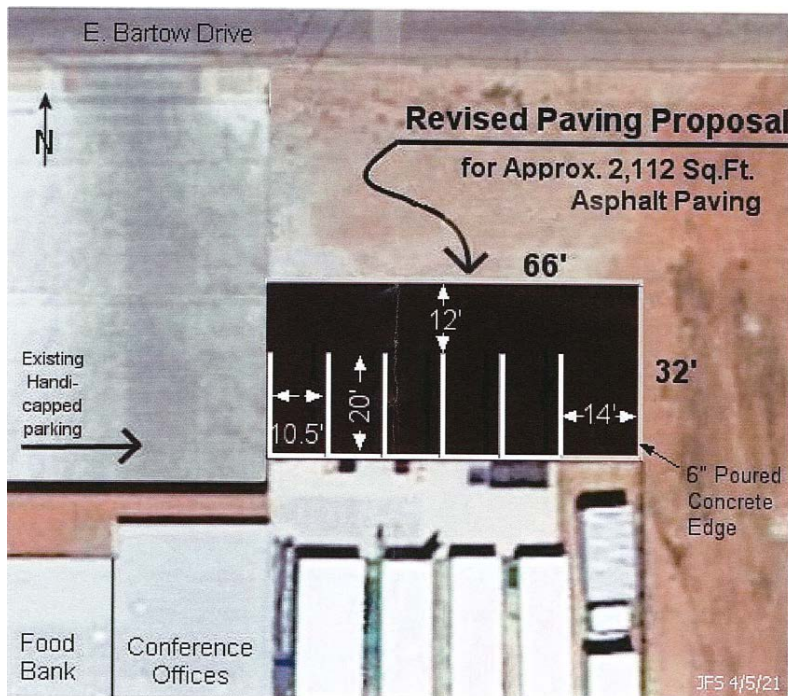 E. Bartow Drive
N
Revised Paving Proposal
for Approx. 2,112 Sq.Ft.
Asphalt Paving
66'
12'
32'
Existing
Handi-
capped
parking
10.5'
20'
14'
6" Poured
Concrete
Edge
Food
Bank
Conference
Offices
JFS 4/5/21